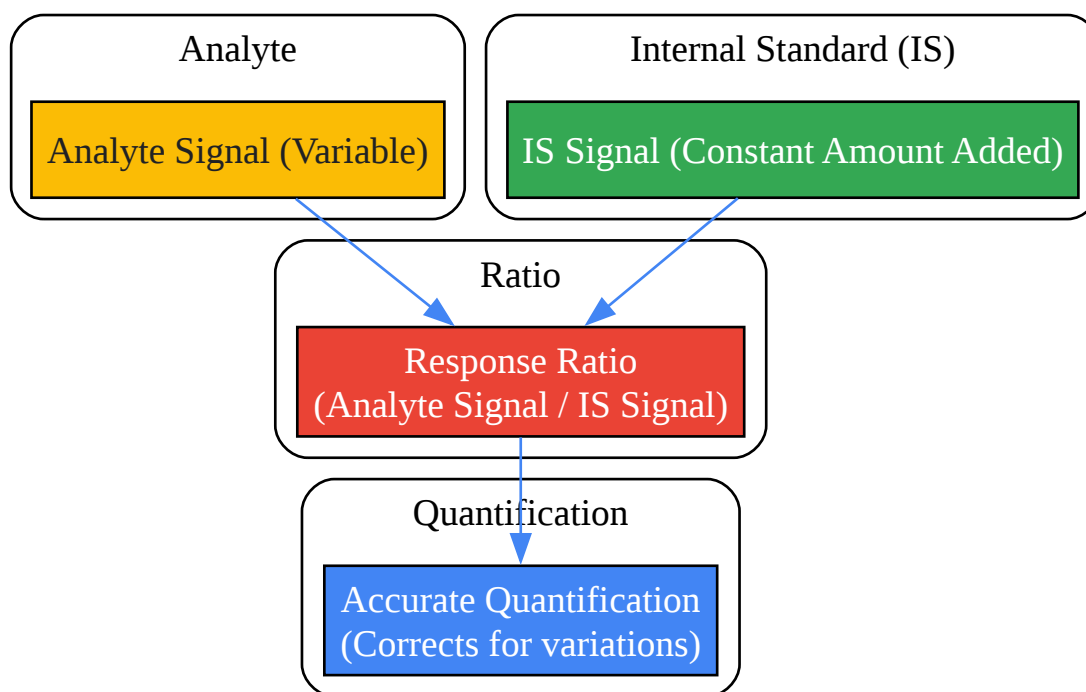 Analyte
Internal Standard (IS)
Analyte Signal (Variable)
IS Signal (Constant Amount Added)
Ratio
Response Ratio
(Analyte Signal / IS Signal)
Quantification
Accurate Quantification
(Corrects for variations)